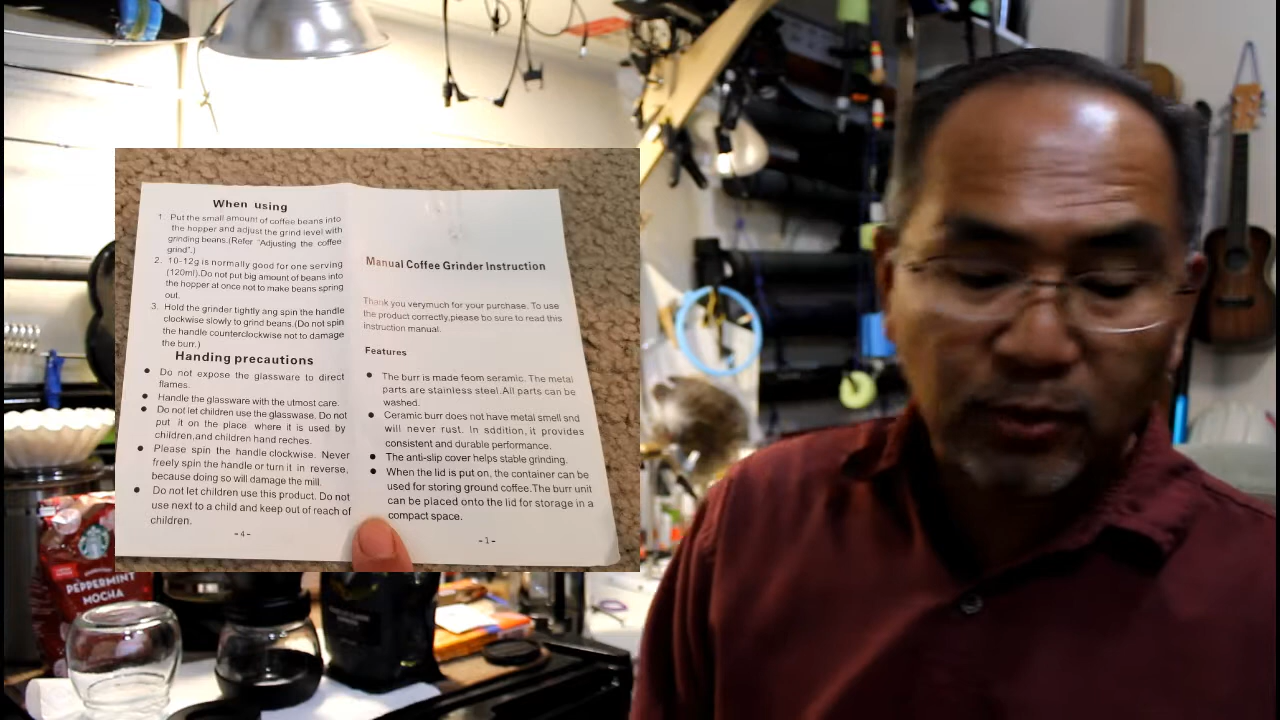 When using
1 Put the small amount of coffee beans into
the hopper and adjust the grind level with
grinding beans.(Refer "Adjusting the coffee
grind".)
2. 10-12g is normally good for one serving
(120ml).Do not put big amount of beans into
the hopper at once not to make beans spring
out.
3. Hold the grinder tightly ang spin the handle
clockwise slowly to grind beans.(Do not spin
the handle counterclockwise not to damage
the burr.)
Handing precautions
● Do not expose the glassware to direct
flames.
● Handle the glassware with the utmost care.
● Do not let children use the glasswase. Do not
put it on the place where it is used by
children,and children hand reches.
● Please spin the handle clockwise. Never
freely spin the handle or turn it in reverse,
because doing so will damage the mill.
● Do not let children use this product. Do not
use next to a child and keep out of reach of
children.
-4-
Manual Coffee Grinder Instruction
Thank you verymuch for your purchase. To use
the product correctly,please bo sure to read this
instruction manual.
Features
● The burr is made feom seramic. The metal
parts are stainless steel.All parts can be
washed.
● Ceramic burr does not have metal smell snd
will never rust. In sddition, it provides
consistent and durable performance.
● The anti-slip cover helps stable grinding.
● When the lid is put on, the container can be
used for storing ground coffee.The burr unit
can be placed onto the lid for storage in a
compact space.
-1-
PEPPERMINT
MOCHA